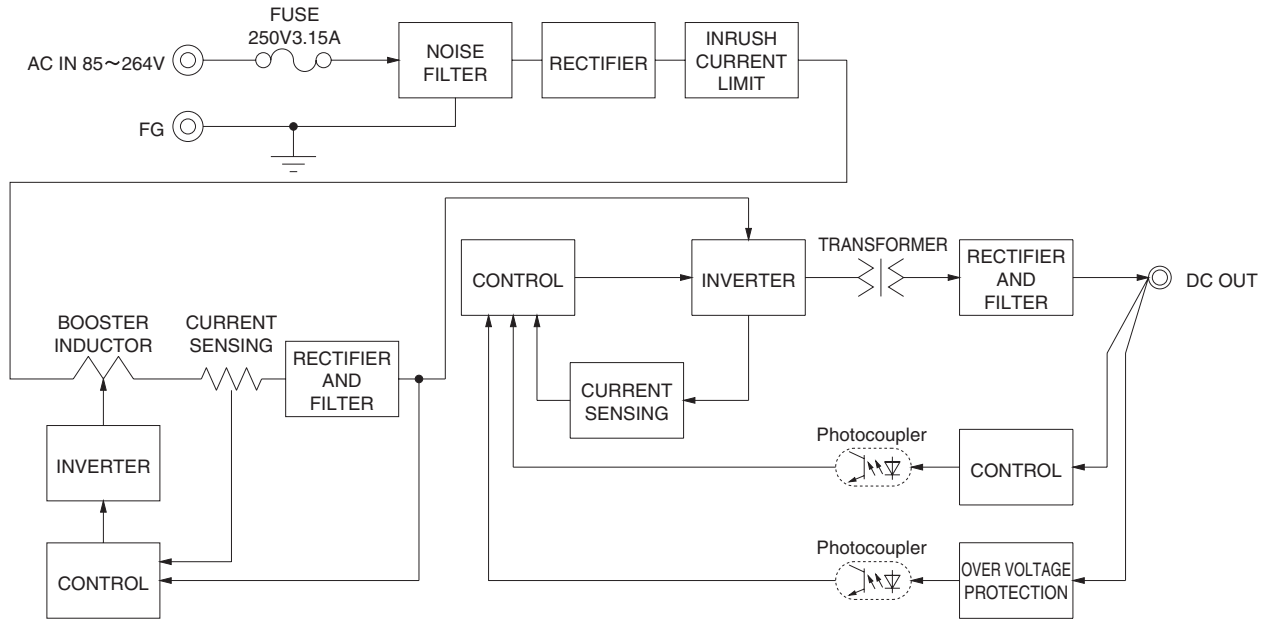 FUSE
250V3.15A
AC IN 85～264V
NOISE
FILTER
RECTIFIER
INRUSH
CURRENT
LIMIT
FG
CONTROL
INVERTER
TRANSFORMER
RECTIFIER
AND
FILTER
DC OUT
BOOSTER
INDUCTOR
CURRENT
SENSING
RECTIFIER
AND
FILTER
CURRENT
SENSING
INVERTER
Photocoupler
CONTROL
CONTROL
Photocoupler
OVER VOLTAGE
PROTECTION